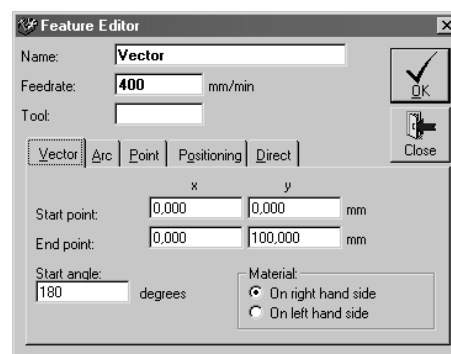 Feature Editor
Name: Vector
Feedrate: 400 mm/min
OK
Tool:
Close
Vector Arc Point Positioning Direct
x y
Start point: 0,000 0,000 mm
End point: 0,000 100,000 mm
Start angle: Material:
180 degrees On right hand side
On left hand side